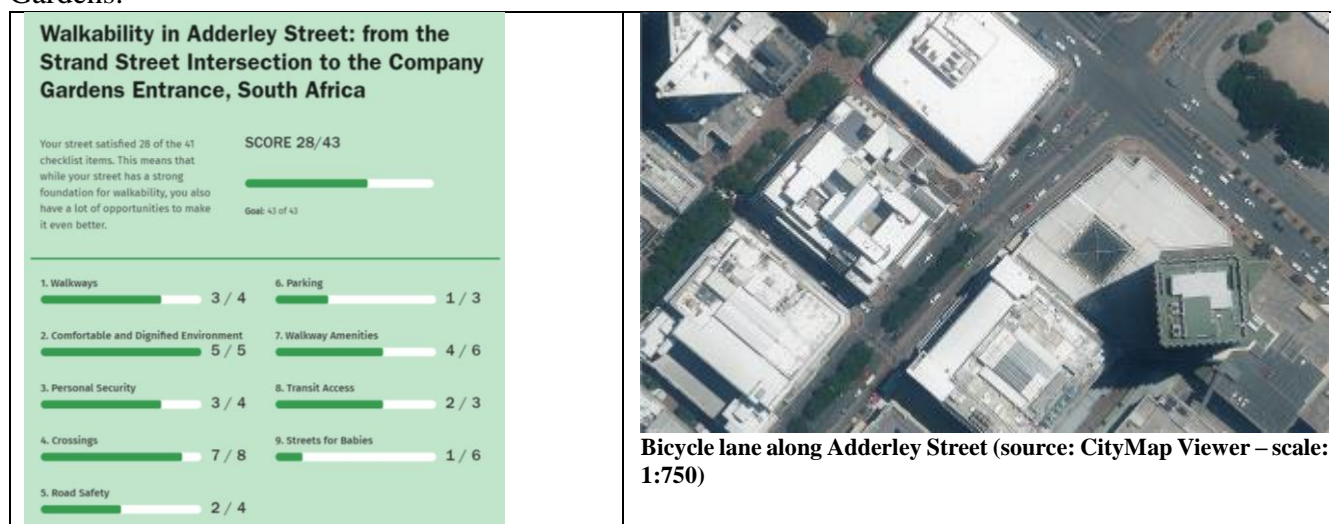 Gardens.
Walkability in Adderley Street: from the
Strand Street Intersection to the Company
Gardens Entrance, South Africa
Your street satisfied 28 of the 41
checklist items. This means that
while your street has a strong
foundation for walkability, you also
have a lot of opportunities to make
it even better.
SCORE 28/43
Goal: 43 of 43
1. Walkways
3 / 4
2. Comfortable and Dignified Environment
5 / 5
3. Personal Security
3 / 4
4. Crossings
7 / 8
5. Road Safety
2 / 4
6. Parking
1 / 3
7. Walkway Amenities
4 / 6
8. Transit Access
2 / 3
9. Streets for Babies
1 / 6
Bicycle lane along Adderley Street (source: CityMap Viewer – scale:
1:750)